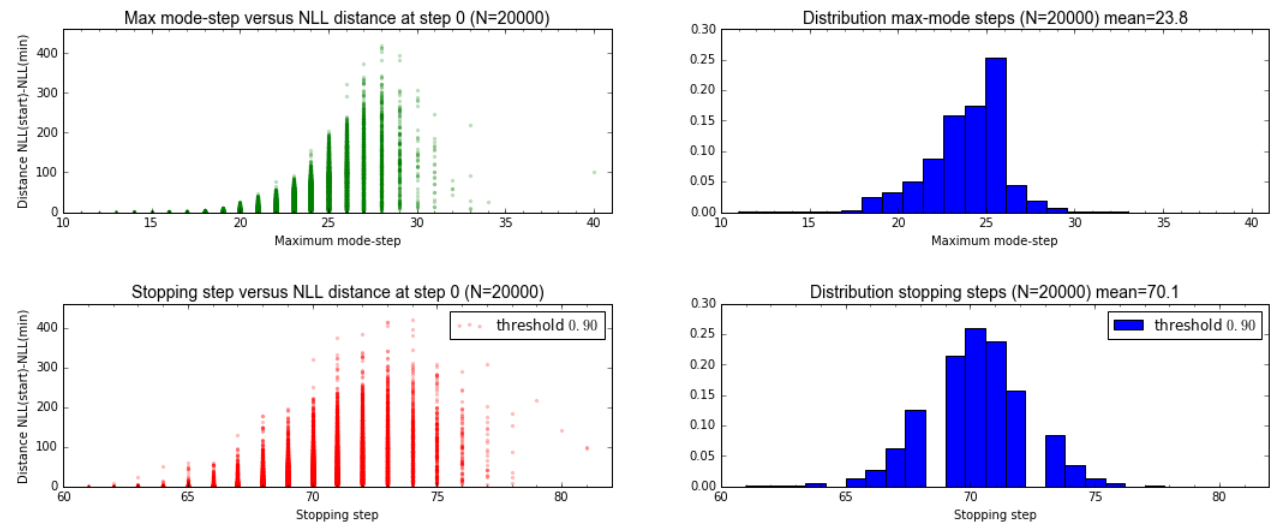 Max mode-step versus NLL distance at step 0 (N=20000)
Distance NLL(start)-NLL(min)
400
300
200
100
0
10 15 20 25 30 35 40
Maximum mode-step
Distribution max-mode steps (N=20000) mean=23.8
0.30
0.25
0.20
0.15
0.10
0.05
0.00
10 15 20 25 30 35 40
Maximum mode-step
Stopping step versus NLL distance at step 0 (N=20000)
Distance NLL(start)-NLL(min)
threshold 0.90
400
300
200
100
0
60 65 70 75 80
Stopping step
Distribution stopping steps (N=20000) mean=70.1
threshold 0.90
0.30
0.25
0.20
0.15
0.10
0.05
0.00
60 65 70 75 80
Stopping step